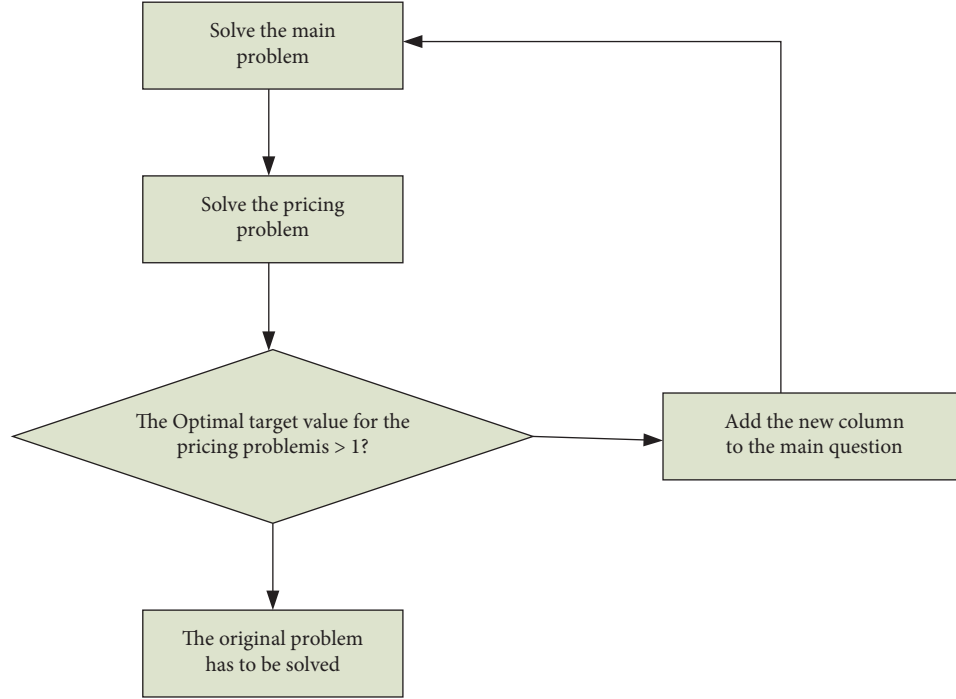 Solve the main
problem
Solve the pricing
problem
The Optimal target value for the
pricing problemis > 1?
Add the new column
to the main question
The original problem
has to be solved